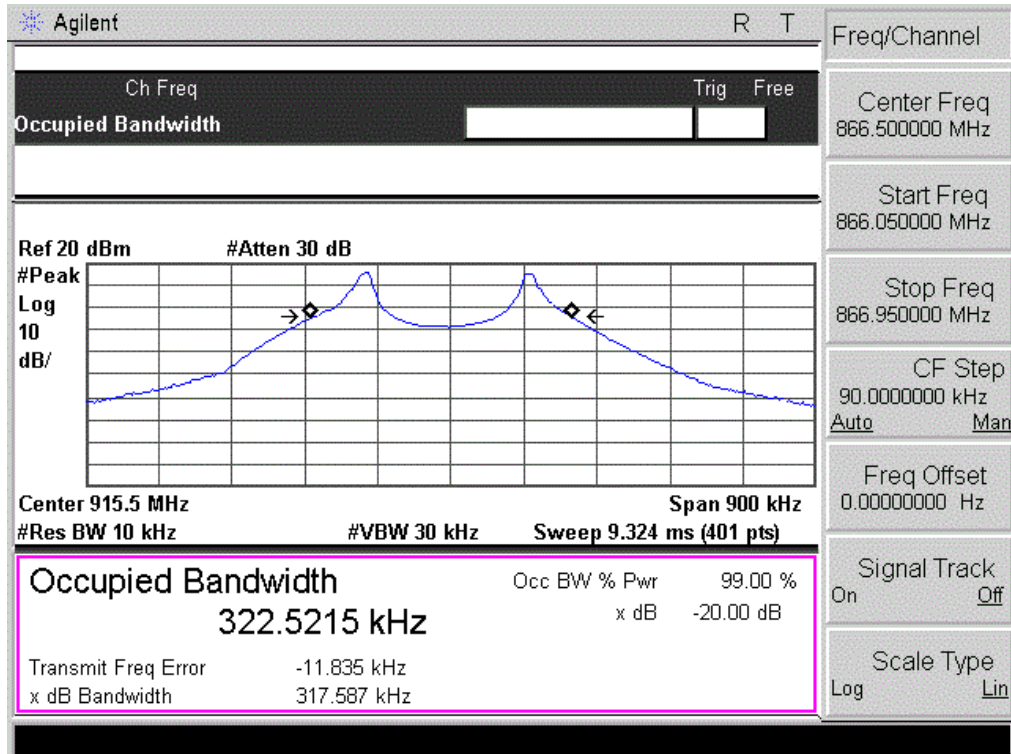 Agilent R T
Ch Freq Trig Free
Occupied Bandwidth
Ref 20 dBm #Atten 30 dB
#Peak
Log
10
dB/
Center 915.5 MHz Span 900 kHz
#Res BW 10 kHz #VBW 30 kHz Sweep 9.324 ms (401 pts)
Occupied Bandwidth Occ BW % Pwr 99.00 %
322.5215 kHz x dB -20.00 dB
Transmit Freq Error -11.835 kHz
x dB Bandwidth 317.587 kHz
Freq/Channel
Center Freq
866.500000 MHz
Start Freq
866.050000 MHz
Stop Freq
866.950000 MHz
CF Step
90.0000000 kHz
Auto Man
Freq Offset
0.00000000 Hz
Signal Track
On Off
Scale Type
Log Lin